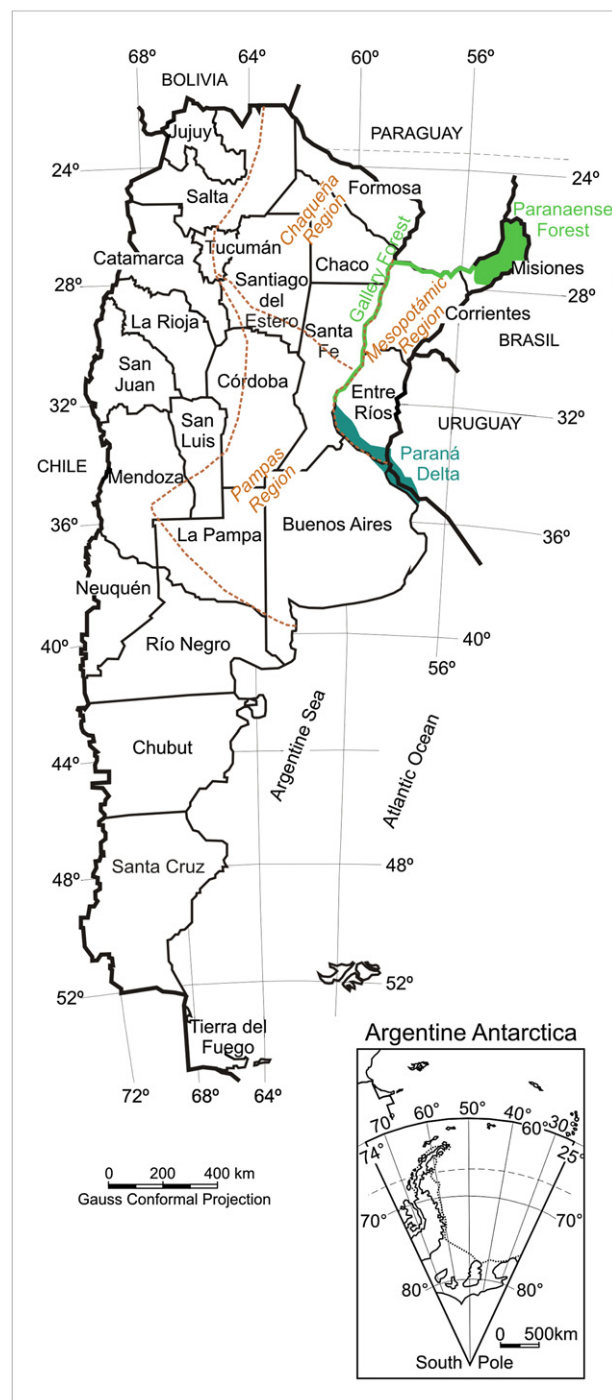 68º
64º
60º
56º
BOLIVIA
Jujuy
PARAGUAY
24º
24º
Salta
Formosa
Chaqueña
Region
Paranaense
Forest
Tucumán
Gallery Forest
Catamarca
Chaco
Misiones
28º
Santiago
del
Estero
Mesopotámic
Region
28º
La Rioja
Santa
Fe
Corrientes
BRASIL
San
Juan
Córdoba
32º
Entre
Ríos
32º
San
Luis
URUGUAY
CHILE
Mendoza
Pampas
Region
Paraná
Delta
36º
La Pampa
Buenos Aires
36º
Neuquén
40º
Río Negro
40º
56º
Chubut
Argentine Sea
Atlantic Ocean
44º
Santa Cruz
48º
48º
52º
52º
Tierra del
Fuego
72º
68º
64º
Argentine Antarctica
70°
60°
50°
40°
60°
30°
74°
25°
70°
70°
80°
80°
0 200 400 km
Gauss Conformal Projection
0 500km
South Pole